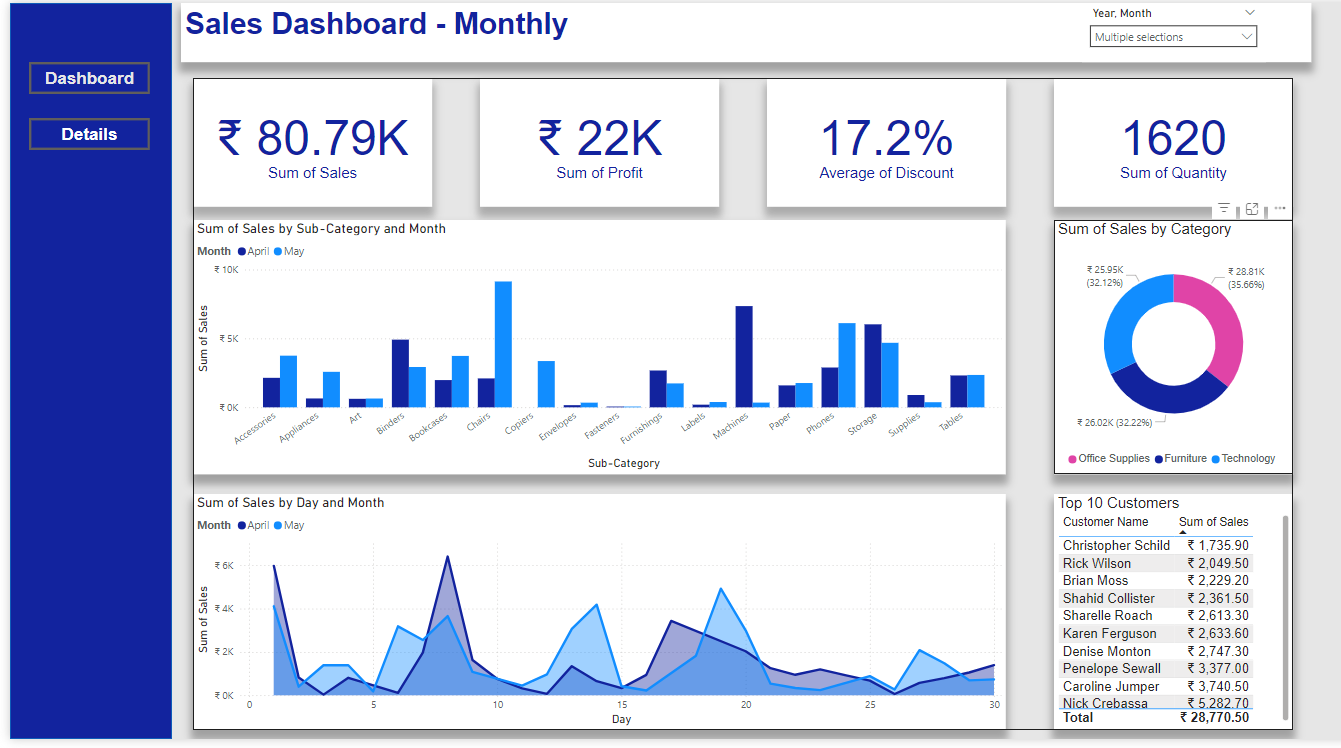 Sales Dashboard - Monthly
Year, Month
Multiple selections
Dashboard
Details
₹ 80.79K
Sum of Sales
₹ 22K
Sum of Profit
17.2%
Average of Discount
1620
Sum of Quantity
Sum of Sales by Sub-Category and Month
Month April May
Sum of Sales
₹ 10K
₹ 5K
₹ 0K
Accessories
Appliances
Art
Binders
Bookcases
Chairs
Copiers
Envelopes
Fasteners
Furnishings
Labels
Machines
Paper
Phones
Storage
Supplies
Tables
Sub-Category
Sum of Sales by Category
₹ 25.95K
(32.12%)
₹ 28.81K
(35.66%)
₹ 26.02K (32.22%)
Office Supplies Furniture Technology
Sum of Sales by Day and Month
Month April May
Sum of Sales
₹ 6K
₹ 4K
₹ 2K
₹ 0K
0 5 10 15 20 25 30
Day
Top 10 Customers
Customer Name Sum of Sales
Christopher Schild ₹ 1,735.90
Rick Wilson ₹ 2,049.50
Brian Moss ₹ 2,229.20
Shahid Collister ₹ 2,361.50
Sharelle Roach ₹ 2,613.30
Karen Ferguson ₹ 2,633.60
Denise Monton ₹ 2,747.30
Penelope Sewall ₹ 3,377.00
Caroline Jumper ₹ 3,740.50
Nick Crebassa ₹ 5,282.70
Total ₹ 28,770.50